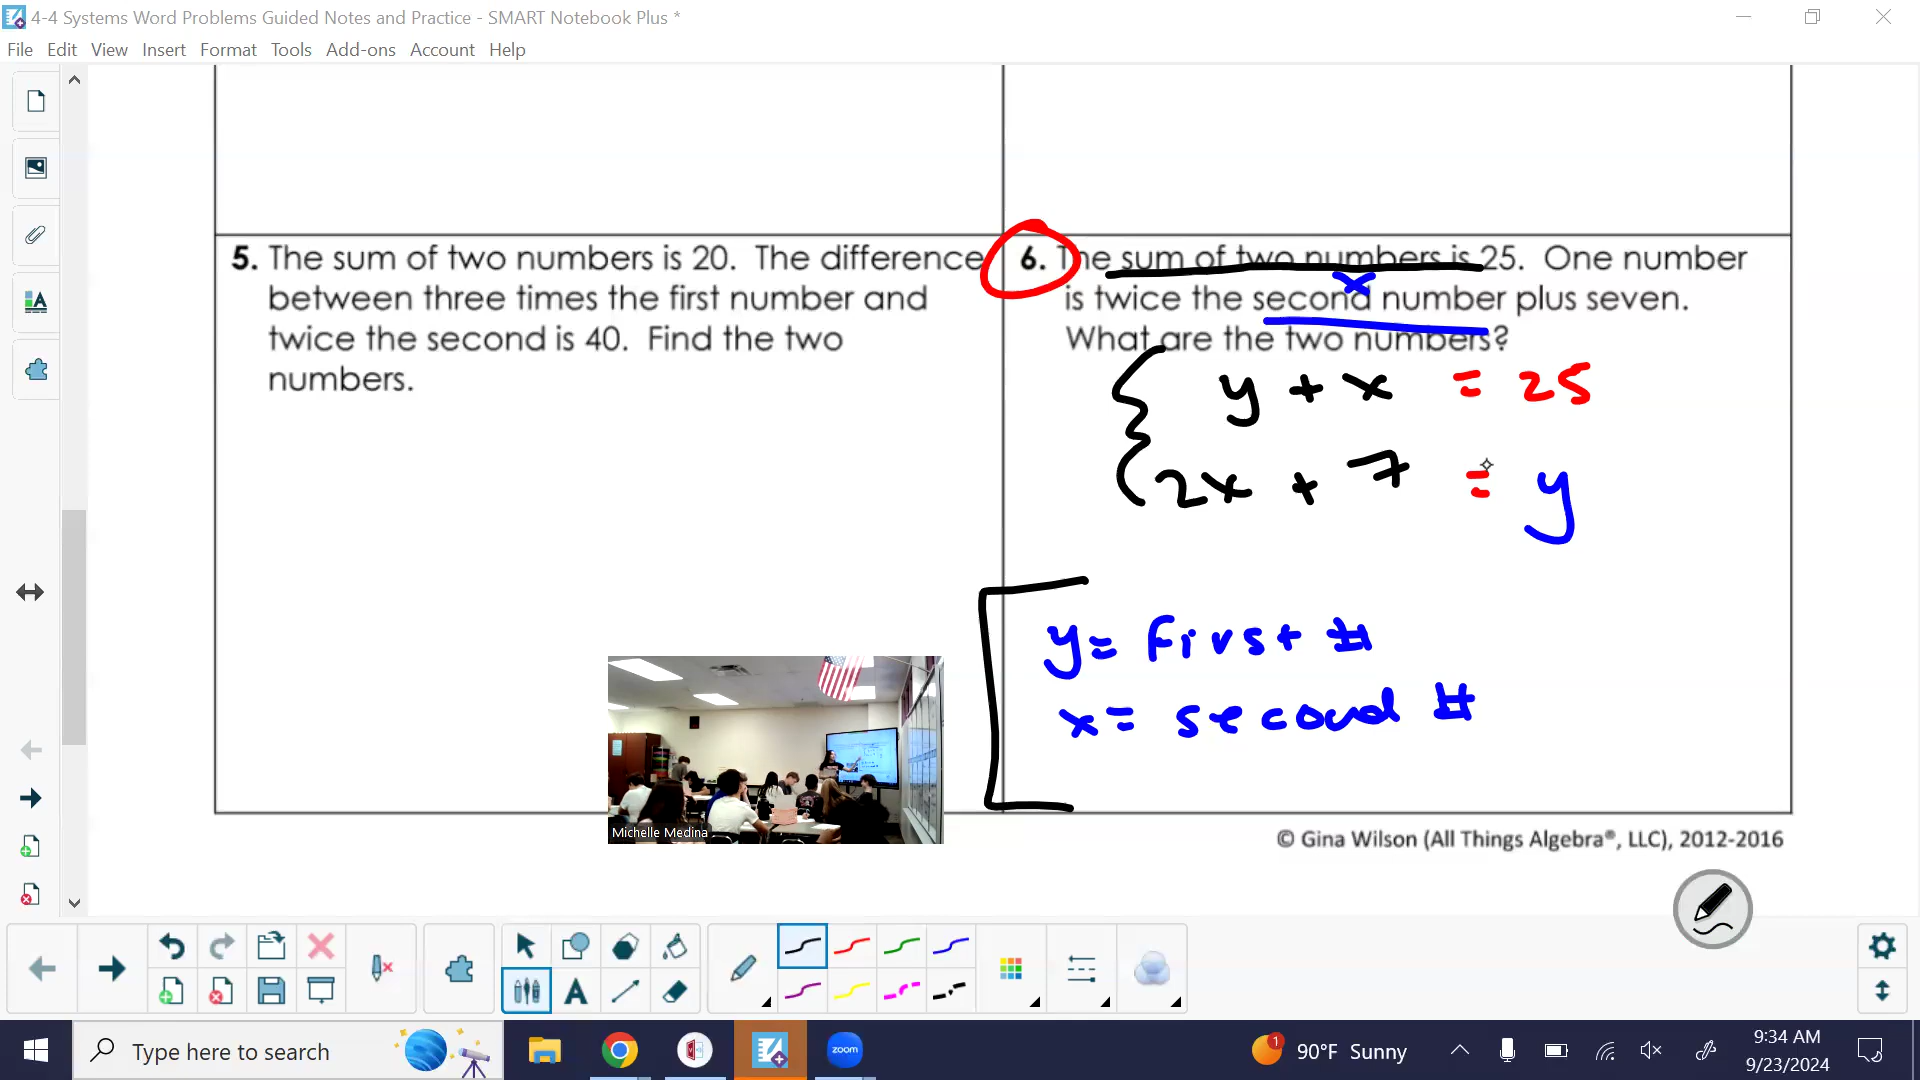 4-4 Systems Word Problems Guided Notes and Practice - SMART Notebook Plus *
File Edit View Insert Format Tools Add-ons Account Help
5. The sum of two numbers is 20. The difference
between three times the first number and
twice the second is 40. Find the two
numbers.
6. The sum of two numbers is 25. One number
x
is twice the second number plus seven.
What are the two numbers?
y + x = 25
2x + 7 = y
y = first #
x = second #
Michelle Medina
© Gina Wilson (All Things Algebra®, LLC), 2012-2016
A
Type here to search
zoom
1
90°F Sunny
9:34 AM
9/23/2024